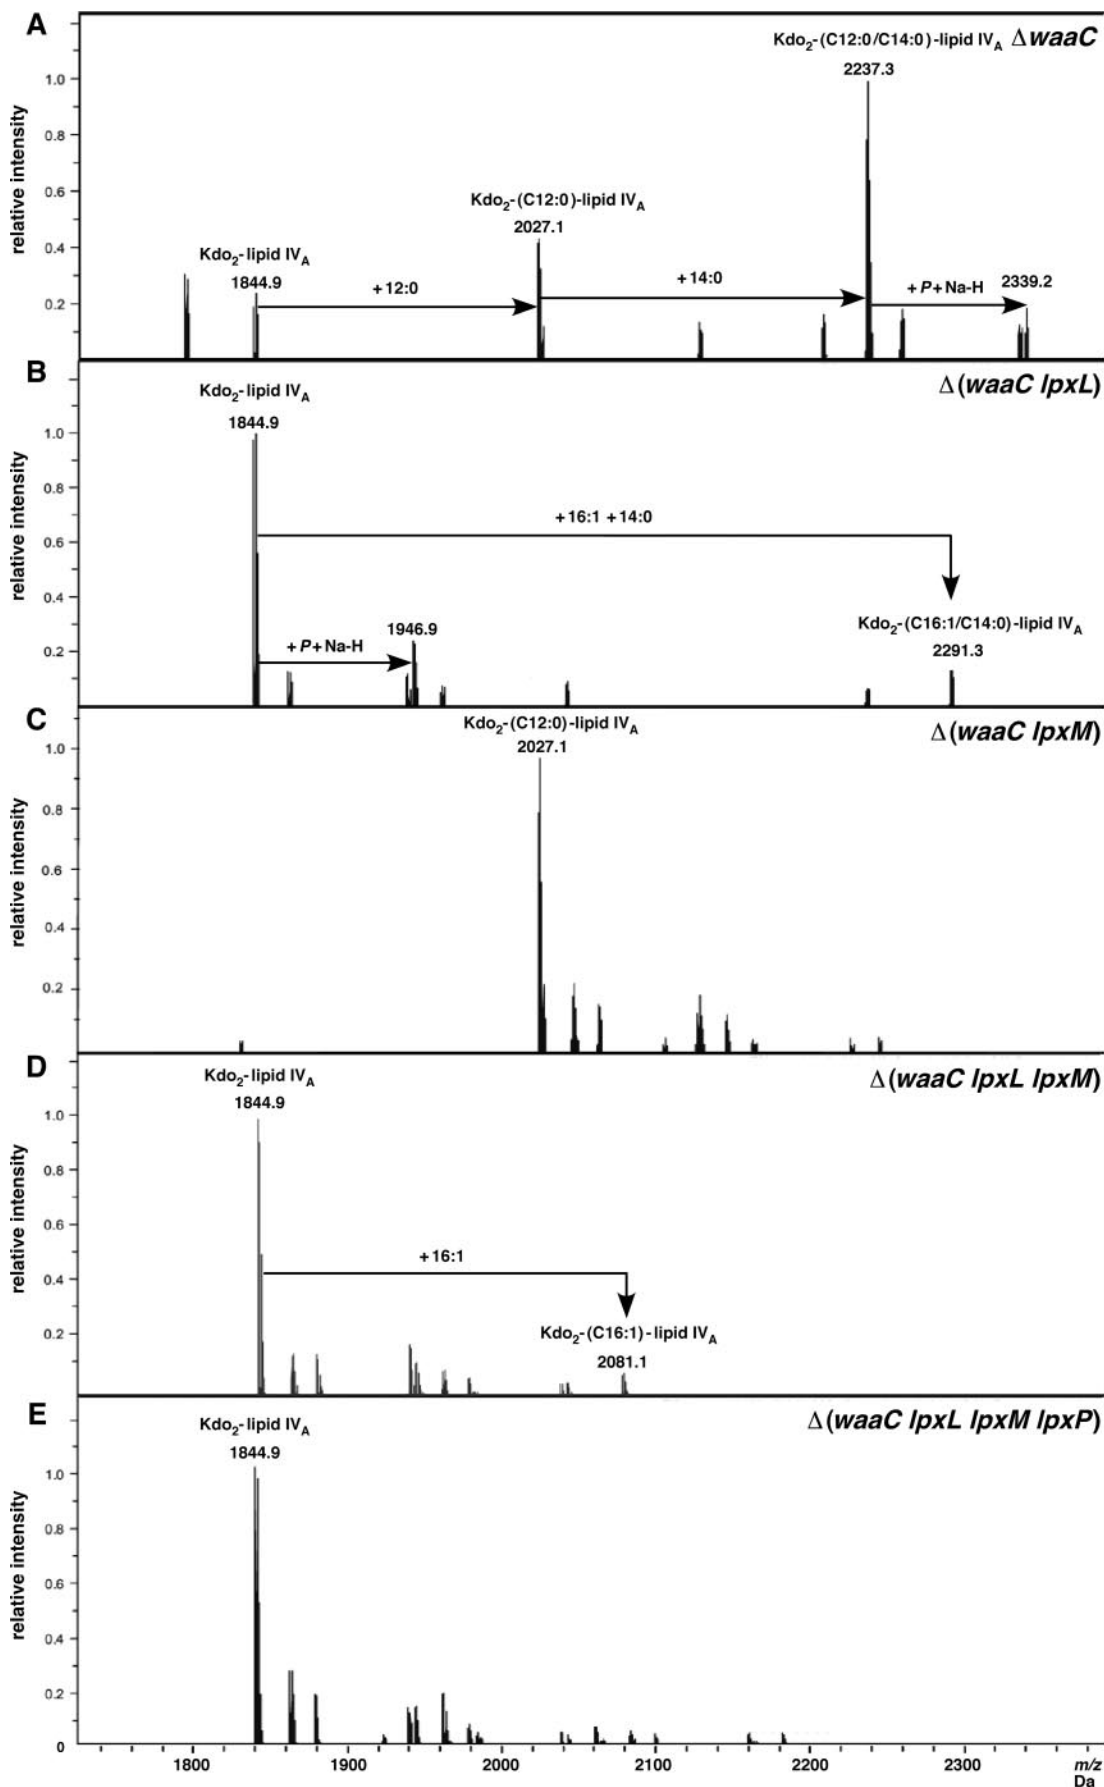 A
Kdo2-(C12:0/C14:0)-lipid IVA ΔwaaC
2237.3
1.0
0.8
0.6
0.4
0.2
relative intensity
Kdo2-(C12:0)-lipid IVA
2027.1
Kdo2-lipid IVA
1844.9
+12:0
+14:0
+P+Na-H
2339.2
B
Δ(waaC lpxL)
Kdo2-lipid IVA
1844.9
1.0
0.8
0.6
0.4
0.2
relative intensity
+16:1 +14:0
1946.9
+P+Na-H
Kdo2-(C16:1/C14:0)-lipid IVA
2291.3
C
Kdo2-(C12:0)-lipid IVA
2027.1
Δ(waaC lpxM)
1.0
0.8
0.6
0.4
0.2
relative intensity
D
Kdo2-lipid IVA
1844.9
Δ(waaC lpxL lpxM)
1.0
0.8
0.6
0.4
0.2
relative intensity
+16:1
Kdo2-(C16:1)-lipid IVA
2081.1
E
Kdo2-lipid IVA
1844.9
Δ(waaC lpxL lpxM lpxP)
1.0
0.8
0.6
0.4
0.2
0
relative intensity
1800 1900 2000 2100 2200 2300 m/z
Da